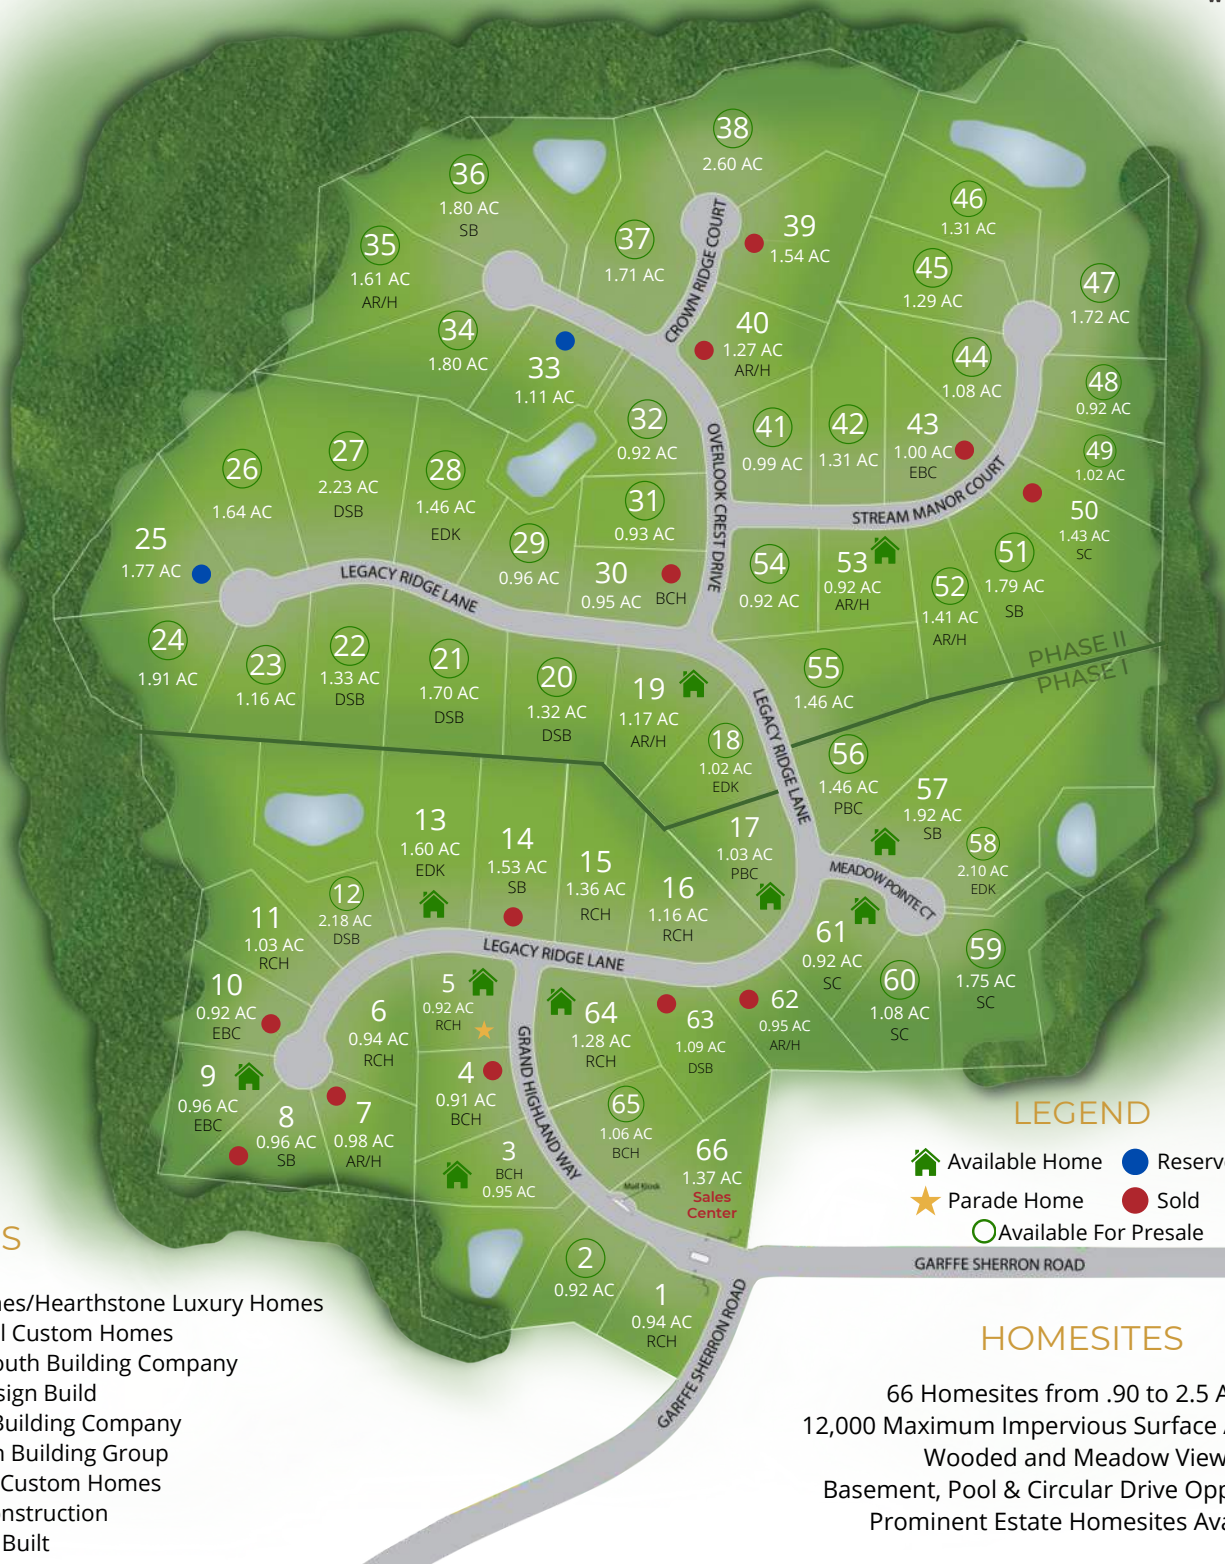 38
2.60 AC
36
1.80 AC
SB
46
1.31 AC
39
1.54 AC
37
1.71 AC
35
1.61 AC
AR/H
CROWN RIDGE COURT
45
1.29 AC
47
1.72 AC
34
1.80 AC
33
1.11 AC
40
1.27 AC
AR/H
44
1.08 AC
48
0.92 AC
32
0.92 AC
41
0.99 AC
42
1.31 AC
43
1.00 AC
EBC
49
1.02 AC
OVERLOOK CREST DRIVE
STREAM MANOR COURT
26
1.64 AC
27
2.23 AC
DSB
28
1.46 AC
EDK
31
0.93 AC
50
1.43 AC
SC
25
1.77 AC
LEGACY RIDGE LANE
29
0.96 AC
30
0.95 AC
BCH
54
0.92 AC
53
0.92 AC
AR/H
52
1.41 AC
AR/H
51
1.79 AC
SB
24
1.91 AC
23
1.16 AC
22
1.33 AC
DSB
21
1.70 AC
DSB
20
1.32 AC
DSB
19
1.17 AC
AR/H
55
1.46 AC
PHASE II
PHASE I
18
1.02 AC
EDK
LEGACY RIDGE LANE
56
1.46 AC
PBC
57
1.92 AC
SB
58
2.10 AC
EDK
13
1.60 AC
EDK
14
1.53 AC
SB
15
1.36 AC
RCH
16
1.16 AC
RCH
17
1.03 AC
PBC
MEADOW POINTE CT
12
2.18 AC
DSB
11
1.03 AC
RCH
LEGACY RIDGE LANE
61
0.92 AC
SC
60
1.08 AC
SC
59
1.75 AC
SC
10
0.92 AC
EBC
6
0.94 AC
RCH
5
0.92 AC
RCH
64
1.28 AC
RCH
63
1.09 AC
DSB
62
0.95 AC
AR/H
GRAND HIGHLAND WAY
9
0.96 AC
EBC
8
0.96 AC
SB
7
0.98 AC
AR/H
4
0.91 AC
BCH
65
1.06 AC
BCH
3
BCH
0.95 AC
66
1.37 AC
Sales
Center
Mail Kiosk
2
0.92 AC
1
0.94 AC
RCH
GARFFE SHERRON ROAD
GARFFE SHERRON ROAD
LEGEND
Available Home
Reserve
Parade Home
Sold
Available For Presale
S
nes/Hearthstone Luxury Homes
l Custom Homes
outh Building Company
sign Build
Building Company
n Building Group
Custom Homes
onstruction
Built
HOMESITES
66 Homesites from .90 to 2.5 A
12,000 Maximum Impervious Surface
Wooded and Meadow View
Basement, Pool & Circular Drive Opp
Prominent Estate Homesites Ava